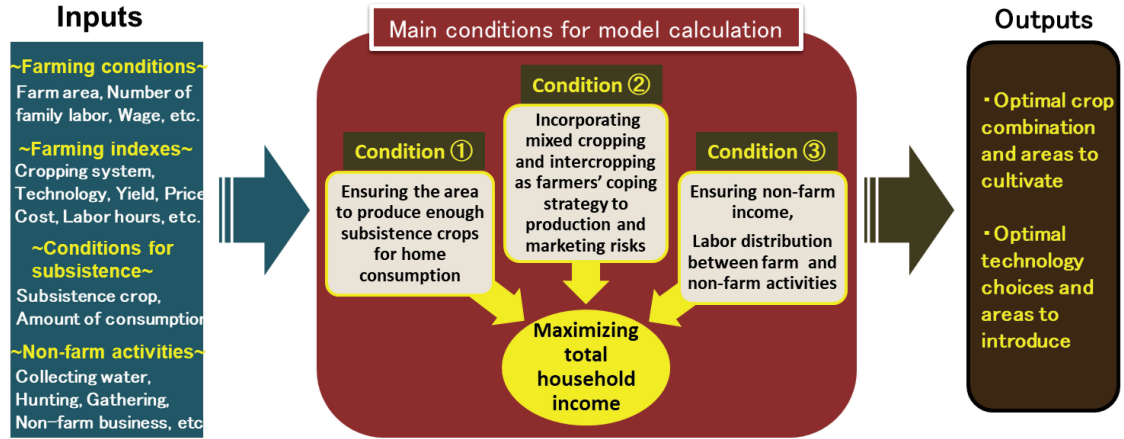 Inputs
~Farming conditions~
Farm area, Number of
family labor, Wage, etc.
~Farming indexes~
Cropping system,
Technology, Yield, Price
Cost, Labor hours, etc.
~Conditions for
subsistence~
Subsistence crop,
Amount of consumption
~Non-farm activities~
Collecting water,
Hunting, Gathering,
Non-farm business, etc
Main conditions for model calculation
Condition ①
Ensuring the area
to produce enough
subsistence crops
for home
consumption
Condition ②
Incorporating
mixed cropping
and intercropping
as farmers' coping
strategy to
production and
marketing risks
Condition ③
Ensuring non-farm
income,
Labor distribution
between farm and
non-farm activities
Maximizing
total
household
income
Outputs
・Optimal crop
combination
and areas to
cultivate
・Optimal
technology
choices and
areas to
introduce